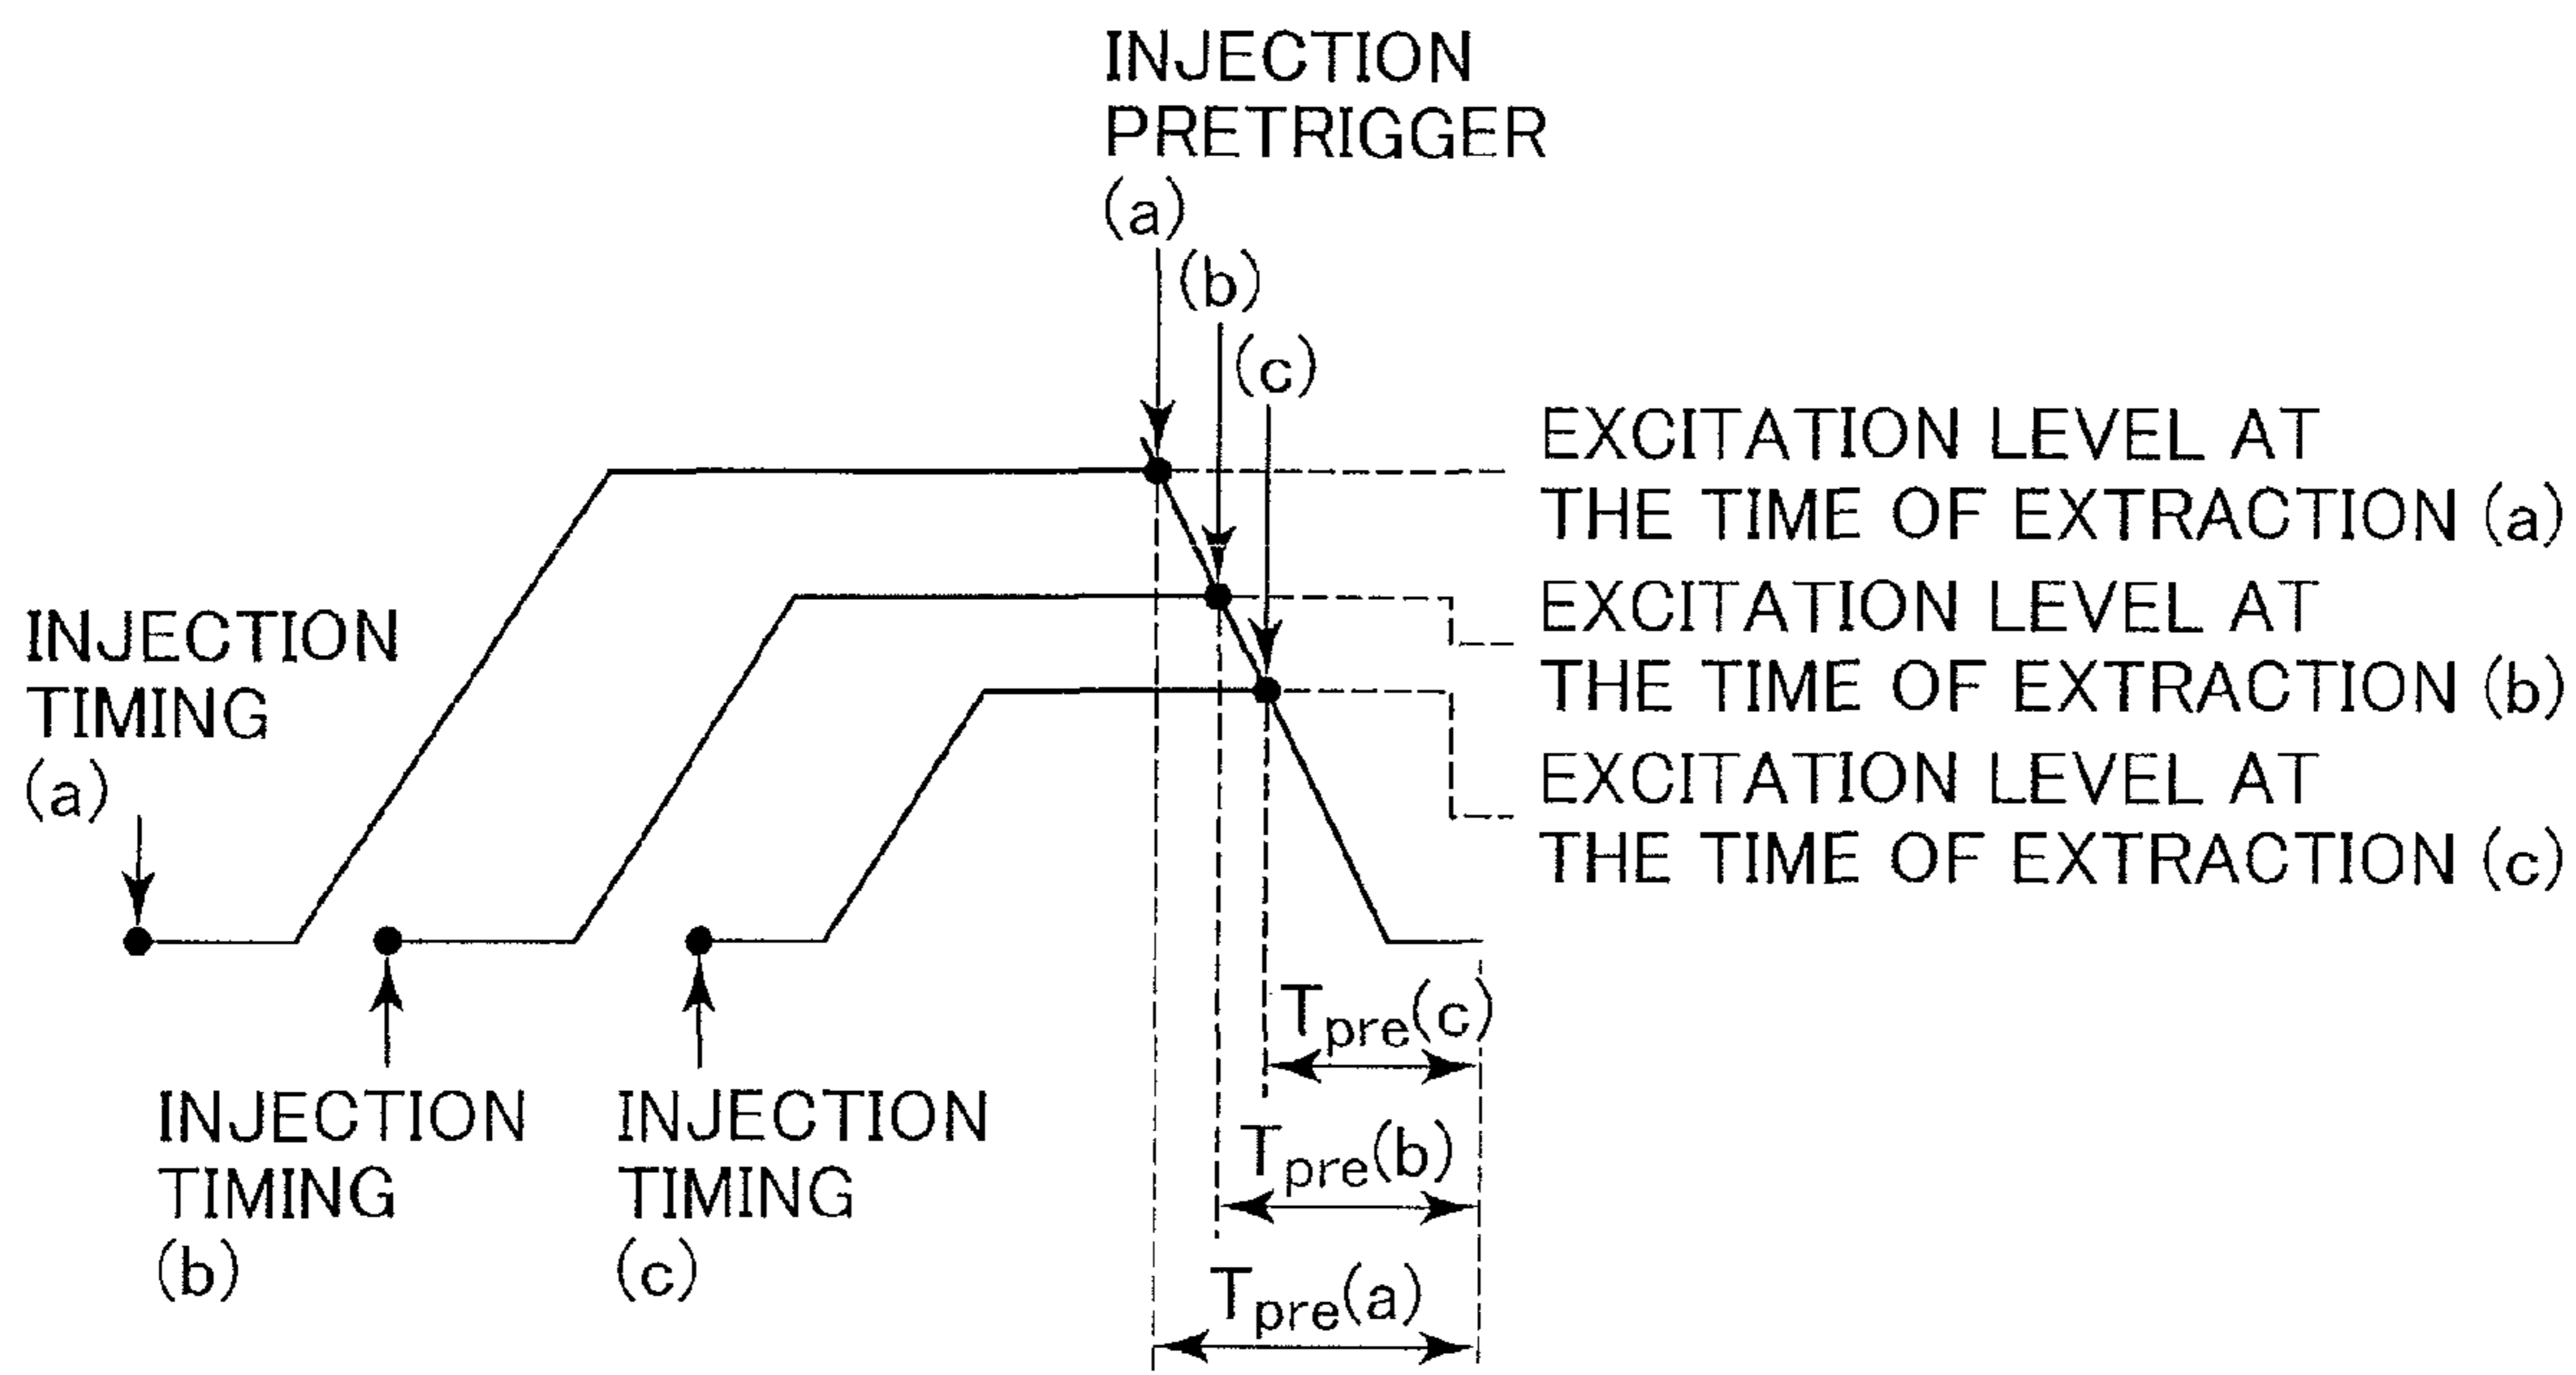 INJECTION
PRETRIGGER
(a)
(b)
(c)
EXCITATION LEVEL AT
THE TIME OF EXTRACTION (a)
EXCITATION LEVEL AT
THE TIME OF EXTRACTION (b)
EXCITATION LEVEL AT
THE TIME OF EXTRACTION (c)
INJECTION
TIMING
(a)
INJECTION
TIMING
(b)
INJECTION
TIMING
(c)
Tpre(c)
Tpre(b)
Tpre(a)